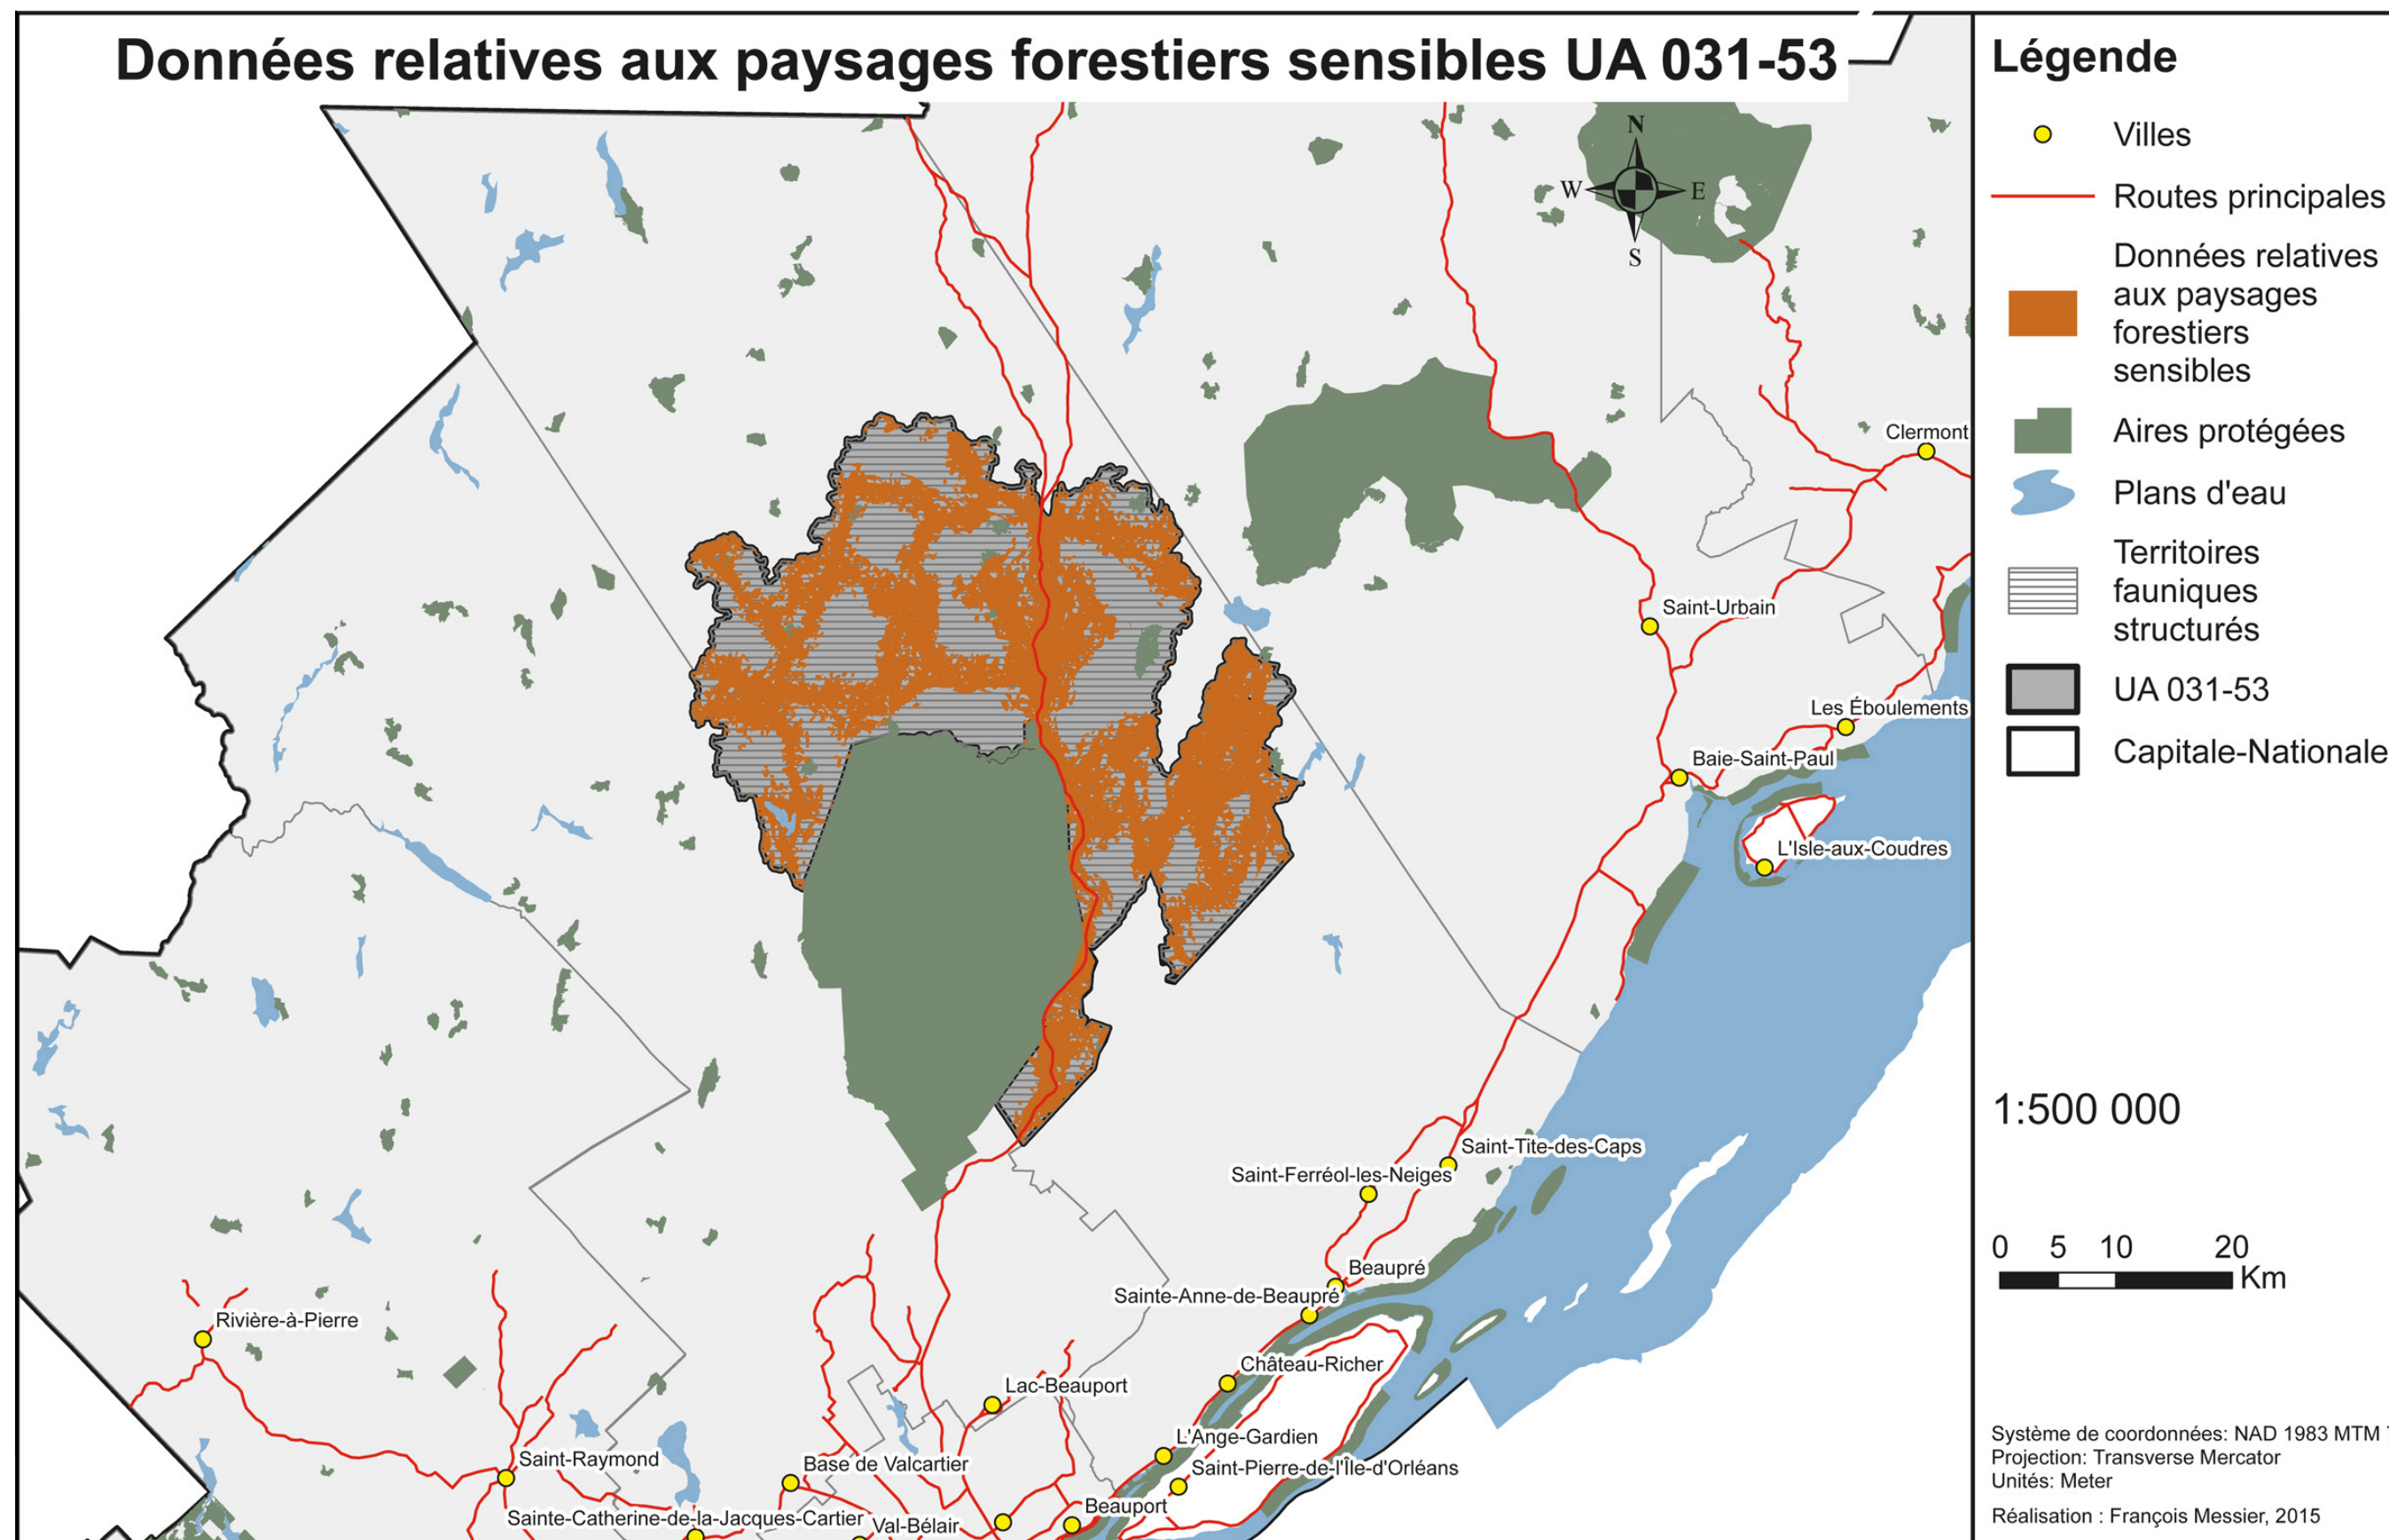 Données relatives aux paysages forestiers sensibles UA 031-53
N
W
E
S
Clermont
Saint-Urbain
Les Éboulements
Baie-Saint-Paul
L'Isle-aux-Coudres
Saint-Tite-des-Caps
Saint-Ferréol-les-Neiges
Beaupré
Sainte-Anne-de-Beaupré
Rivière-à-Pierre
Château-Richer
Lac-Beauport
L'Ange-Gardien
Saint-Raymond
Base de Valcartier
Saint-Pierre-de-l'Île-d'Orléans
Beauport
Sainte-Catherine-de-la-Jacques-Cartier
Val-Bélair
Légende
Villes
Routes principales
Données relatives
aux paysages
forestiers
sensibles
Aires protégées
Plans d'eau
Territoires
fauniques
structurés
UA 031-53
Capitale-Nationale
1:500 000
0 5 10 20
Km
Système de coordonnées: NAD 1983 MTM
Projection: Transverse Mercator
Unités: Meter
Réalisation : François Messier, 2015